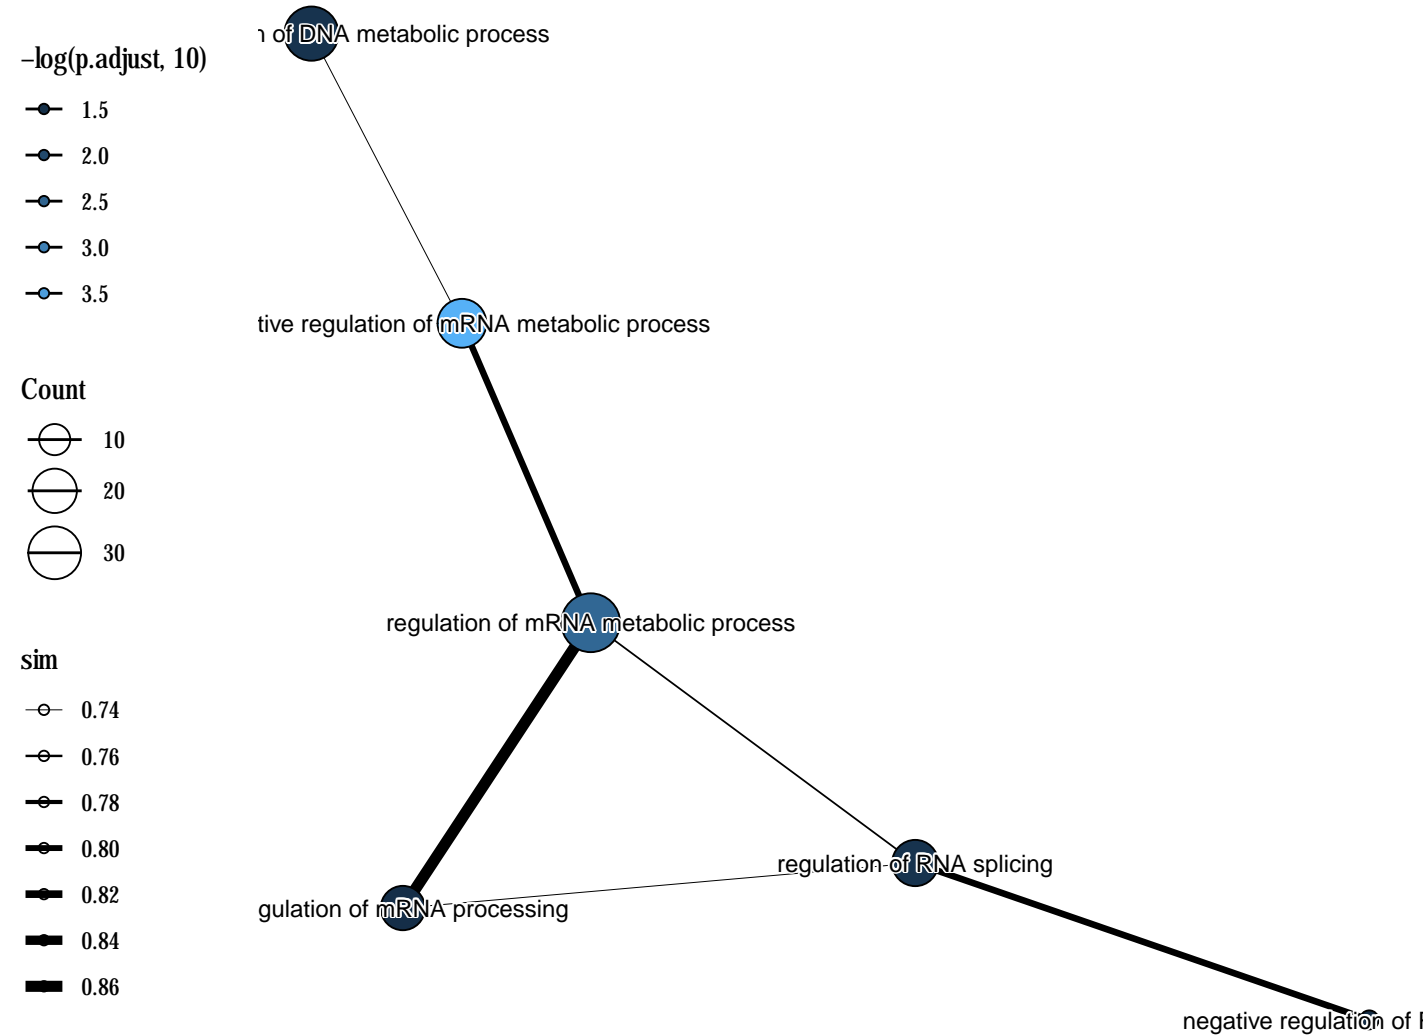 –log(p.adjust, 10)
1.5
2.0
2.5
3.0
3.5
Count
10
20
30
sim
0.74
0.76
0.78
0.80
0.82
0.84
0.86
of DNA metabolic process
tive regulation of mRNA metabolic process
regulation of mRNA metabolic process
regulation of RNA splicing
gulation of mRNA processing
negative regulation of